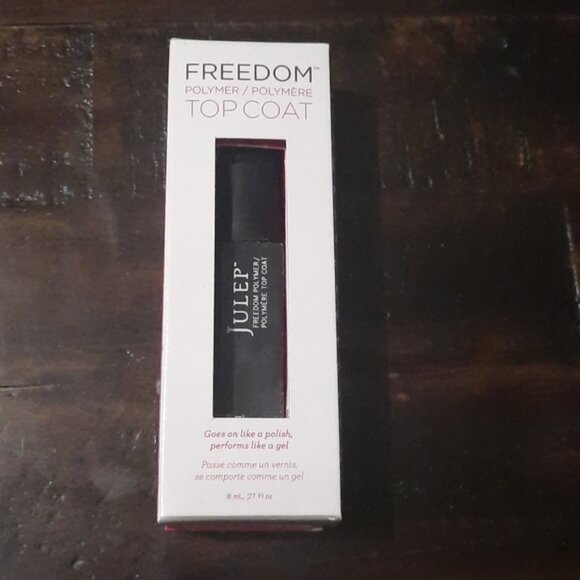 FREEDOM™
POLYMER / POLYMÈRE
TOP COAT
JULEP™
FREEDOM POLYMER/
POLYMÈRE TOP COAT
Goes on like a polish,
performs like a gel
Passe comme un vernis,
se comporte comme un gel
8 mL, .27 Fl oz